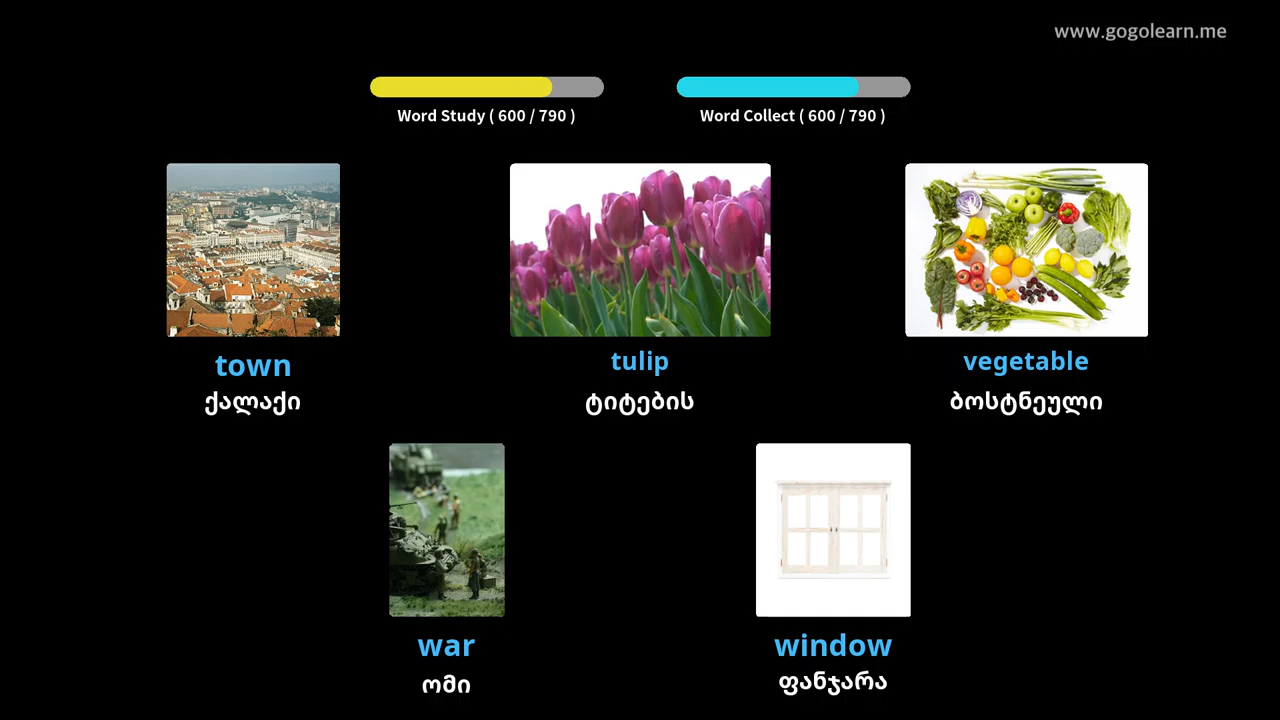 www.gogolearn.me
Word Study ( 600 / 790 )
Word Collect ( 600 / 790 )
town
tulip
vegetable
ქალაქი
ტიტების
ბოსტნეული
war
window
ომი
ფანჯარა